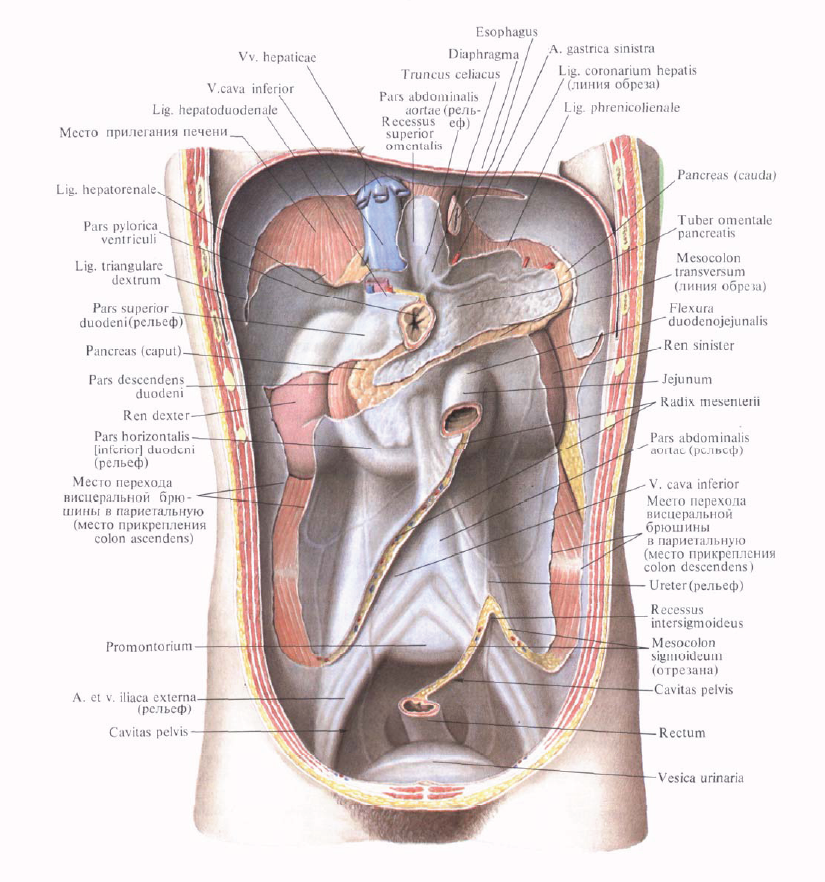 Esophagus
Vv. hepaticae
Diaphragma
A. gastrica sinistra
V.cava inferior
Truncus celiacus
Lig. coronarium hepatis
(линия обреза)
Lig. hepatoduodenale
Pars abdominalis
aortae (рель-
еф)
Lig. phrenicolienale
Место прилегания печени
Recessus
superior
omentalis
Lig. hepatorenale
Pancreas (cauda)
Pars pylorica
ventriculi
Tuber omentale
pancreatis
Lig. triangulare
dextrum
Mesocolon
transversum
(линия обреза)
Pars superior
duodeni(рельеф)
Flexura
duodenojejunalis
Pancreas (caput)
Ren sinister
Pars descendens
duodeni
Jejunum
Ren dexter
Radix mesenterii
Pars horizontalis
[inferior] duodeni
(рельеф)
Pars abdominalis
aortae (рельеф)
Место перехода
висцеральной брю-
шины в париетальную
(место прикрепления
colon ascendens)
V. cava inferior
Место перехода
висцеральной
брюшины
в париетальную
(место прикрепления
colon descendens)
Ureter(рельеф)
Recessus
intersigmoideus
Promontorium
Mesocolon
sigmoideum
(отрезана)
A. et v. iliaca externa
(рельеф)
Cavitas pelvis
Cavitas pelvis
Rectum
Vesica urinaria